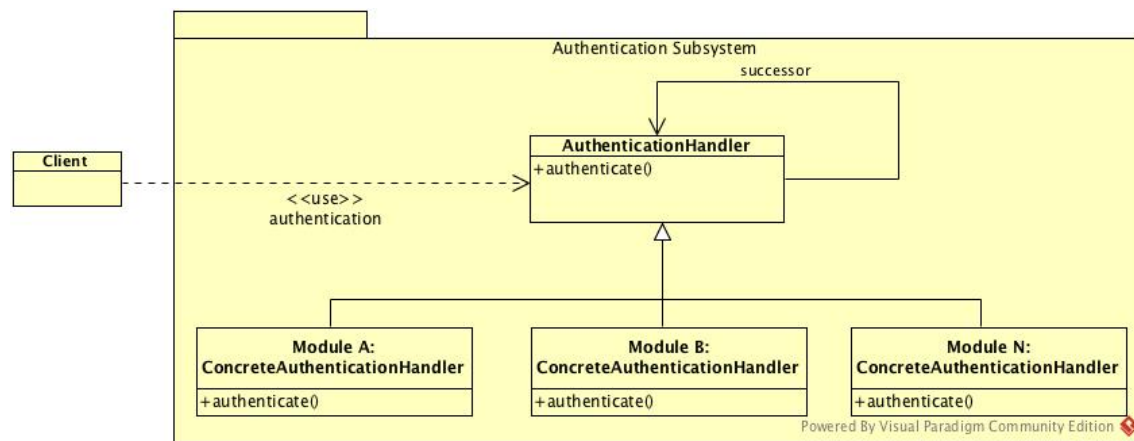 Authentication Subsystem
successor
Client
AuthenticationHandler
+authenticate()
<<use>>
authentication
Module A:
ConcreteAuthenticationHandler
+authenticate()
Module B:
ConcreteAuthenticationHandler
+authenticate()
Module N:
ConcreteAuthenticationHandler
+authenticate()
Powered By Visual Paradigm Community Edition